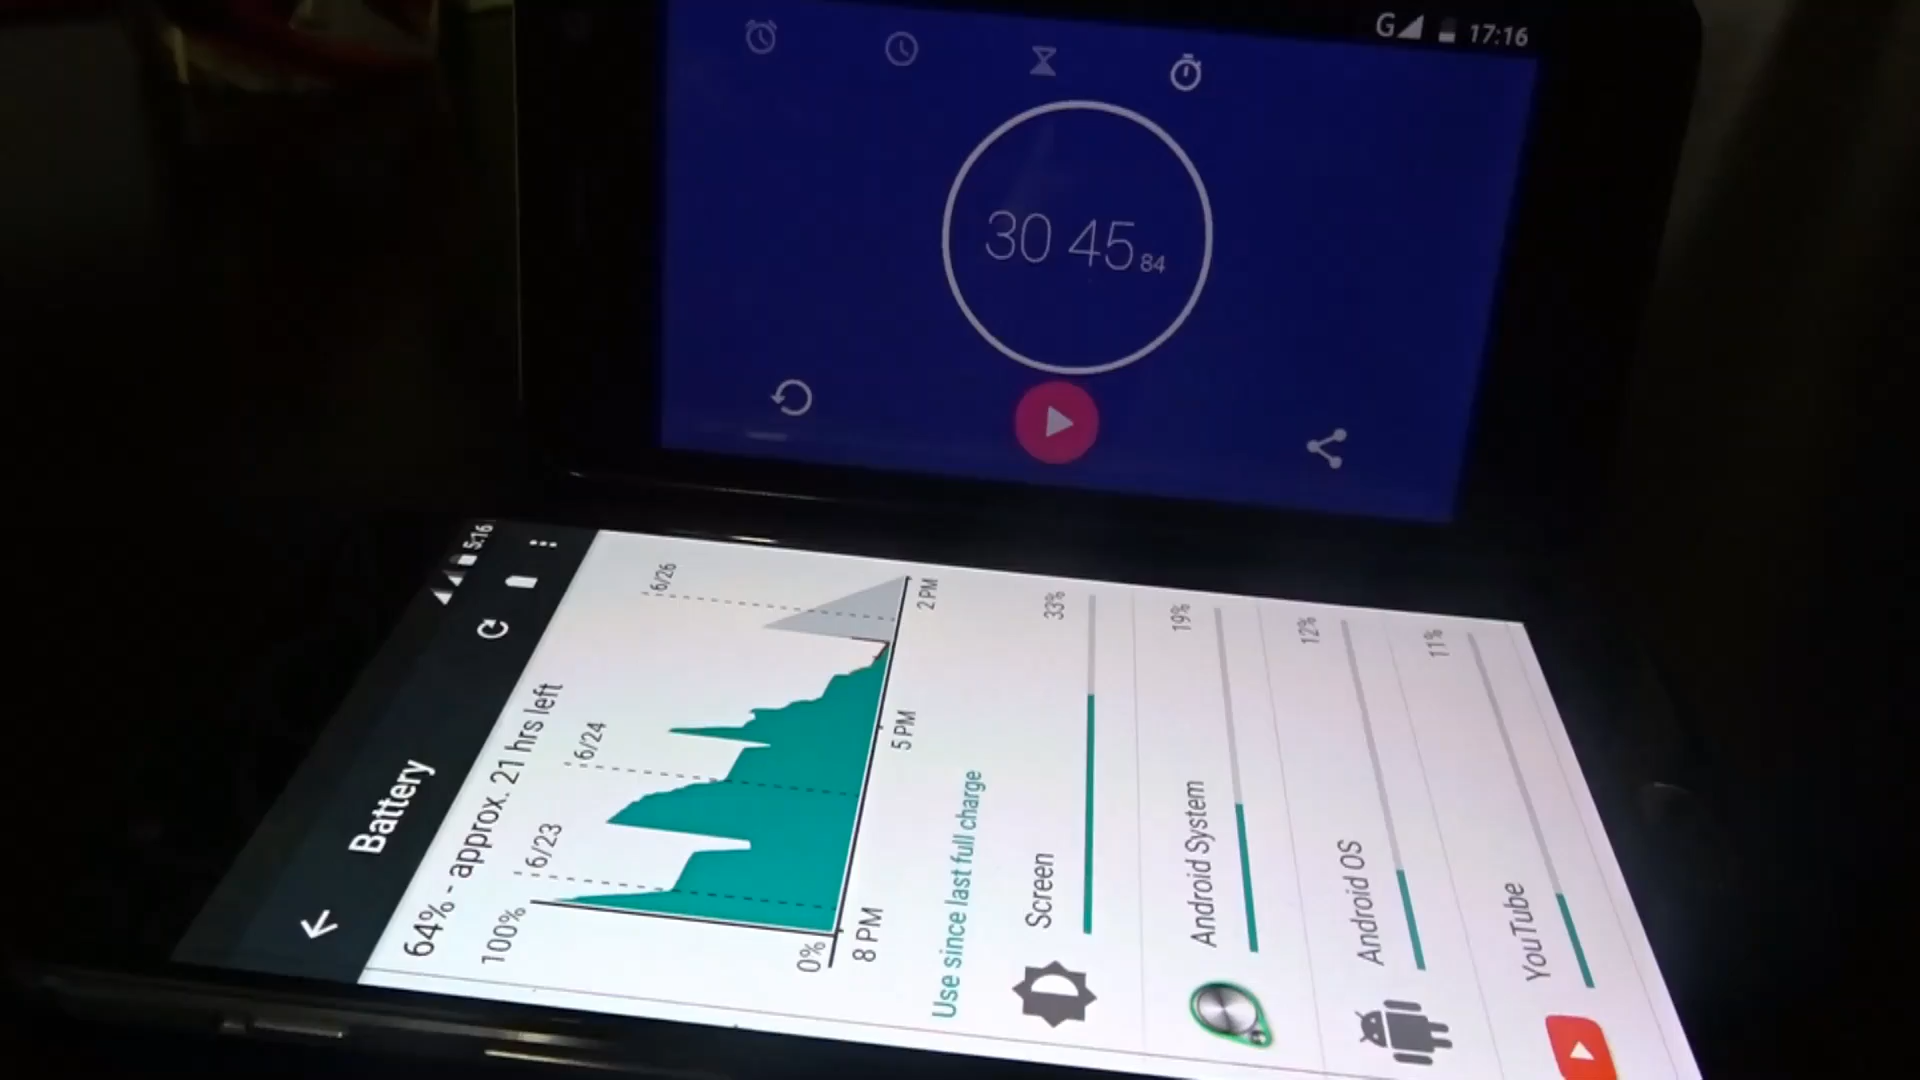 G 17:16
30 45 84
5:16
Battery
64% - approx. 21 hrs left
6/23
6/24
6/26
100%
0%
8 PM
5 PM
2 PM
Use since last full charge
Screen
33%
Android System
19%
Android OS
12%
YouTube
11%